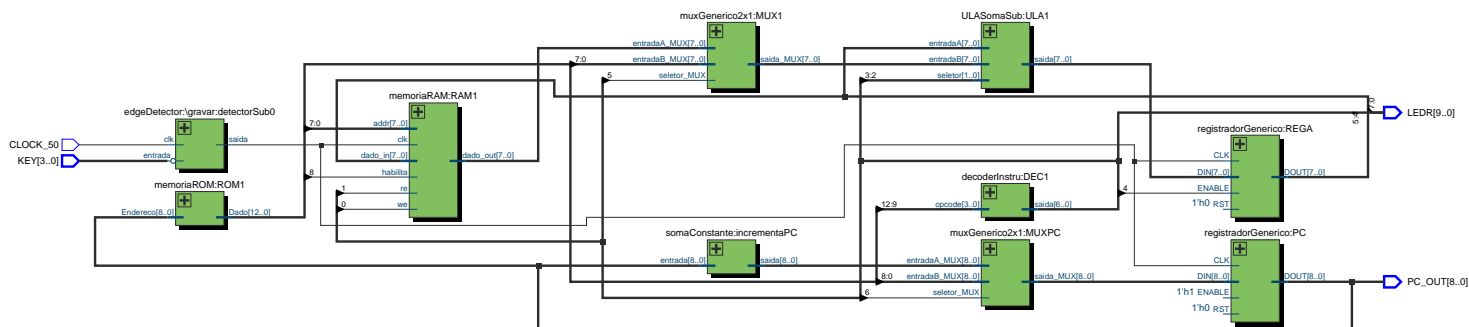 muxGenerico2x1:MUX1
entradaA_MUX[7..0]
entradaB_MUX[7..0]
seletor_MUX
saida_MUX[7..0]
7:0
5
ULASomaSub:ULA1
entradaA[7..0]
entradaB[7..0]
seletor[1..0]
saida[7..0]
3:2
edgeDetector:\gravar:detectorSub0
clk
entrada
saida
CLOCK_50
KEY[3..0]
memoriaRAM:RAM1
addr[7..0]
clk
dado_in[7..0]
habilita
re
we
dado_out[7..0]
7:0
8
1
0
7:0
5:4
LEDR[9..0]
memoriaROM:ROM1
Endereco[8..0]
Dado[12..0]
registradorGenerico:REGA
CLK
DIN[7..0]
ENABLE
1'h0 RST
DOUT[7..0]
4
decoderInstru:DEC1
opcode[3..0]
saida[6..0]
12:9
somaConstante:incrementaPC
entrada[8..0]
saida[8..0]
muxGenerico2x1:MUXPC
entradaA_MUX[8..0]
entradaB_MUX[8..0]
seletor_MUX
saida_MUX[8..0]
8:0
6
registradorGenerico:PC
CLK
DIN[8..0]
1'h1 ENABLE
1'h0 RST
DOUT[8..0]
PC_OUT[8..0]